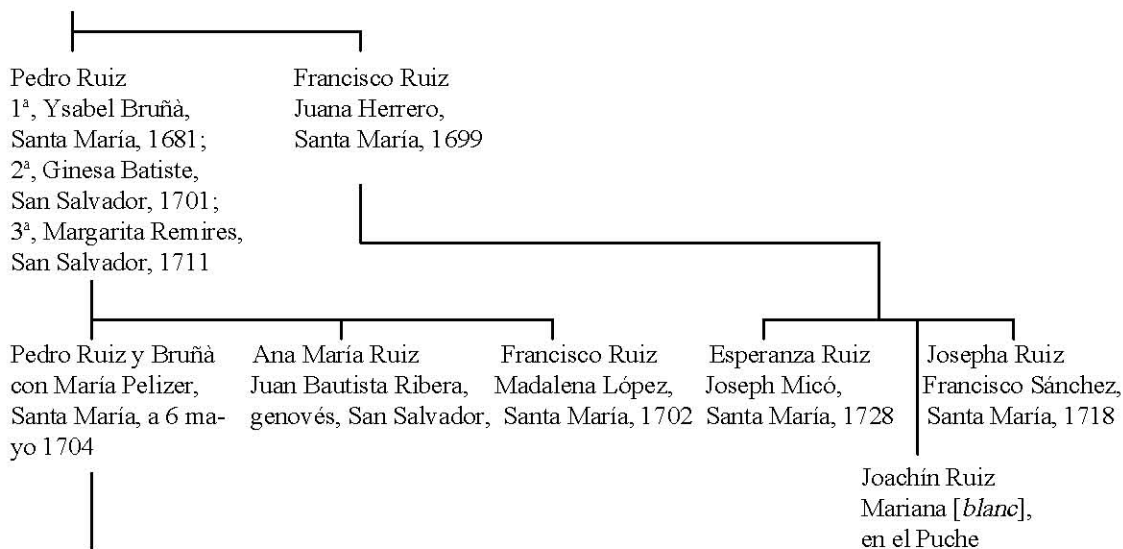 Pedro Ruiz
1ª, Ysabel Bruñà,
Santa María, 1681;
2ª, Ginesa Batiste,
San Salvador, 1701;
3ª, Margarita Remires,
San Salvador, 1711
Francisco Ruiz
Juana Herrero,
Santa María, 1699
Pedro Ruiz y Bruñà
con María Pelizer,
Santa María, a 6 ma-
yo 1704
Ana María Ruiz
Juan Bautista Ribera,
genovés, San Salvador,
Francisco Ruiz
Madalena López,
Santa María, 1702
Esperanza Ruiz
Joseph Micó,
Santa María, 1728
Josepha Ruiz
Francisco Sánchez,
Santa María, 1718
Joachín Ruiz
Mariana [blanc],
en el Puche